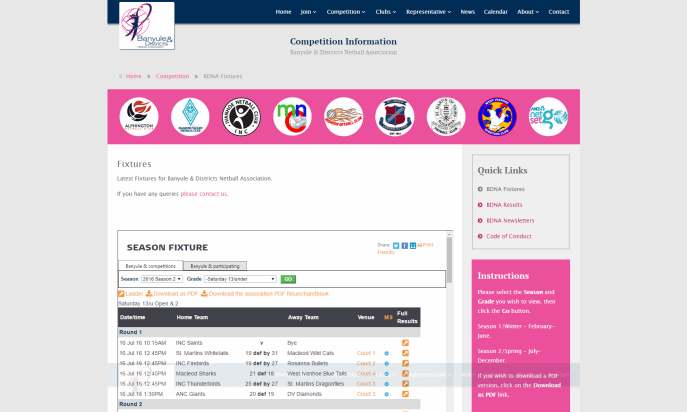 Home Join Competition Clubs Representative News Calendar About Contact
Banyule &
Districts
Competition Information
Banyule & Districts Netball Association
Home » Competition » BDNA Fixtures
ALPHINGTON
NETBALL CLUB
INC
mn
net
set
go
Fixtures
Latest Fixtures for Banyule & Districts Netball Association.
If you have any queries please contact us.
Quick Links
BDNA Fixtures
BDNA Results
BDNA Newsletters
Code of Conduct
SEASON FIXTURE
Share: Print
Friendly
Banyule & competitions Banyule & participating
Season 2016 Season 2 Grade -Saturday 13/under GO
Ladder Download as PDF Download the association PDF fixture/handbook
Saturday 13/u Open & 2
Date/time Home Team Away Team Venue MS Full Results
Round 1
16 Jul 16 10:15AM INC Saints v Bye
16 Jul 16 12:45PM St. Martins Whitetails 19 def by 31 Macleod Wild Cats Court 1
16 Jul 16 12:45PM INC Firebirds 19 def by 27 Rosanna Bullets Court 2
16 Jul 16 12:45PM Macleod Sharks 21 def 18 West Ivanhoe Blue Tails Court 4
16 Jul 16 12:45PM INC Thunderbirds 25 def by 27 St. Martins Dragonflies Court 3
16 Jul 16 1:30PM ANC Giants 20 def 19 DV Diamonds Court 3
Round 2
Instructions
Please select the Season and
Grade you wish to view, then
click the Go button.
Season 1/Winter - February-
June.
Season 2/Spring - July-
December.
If you wish to download a PDF
version, click on the Download
as PDF link.